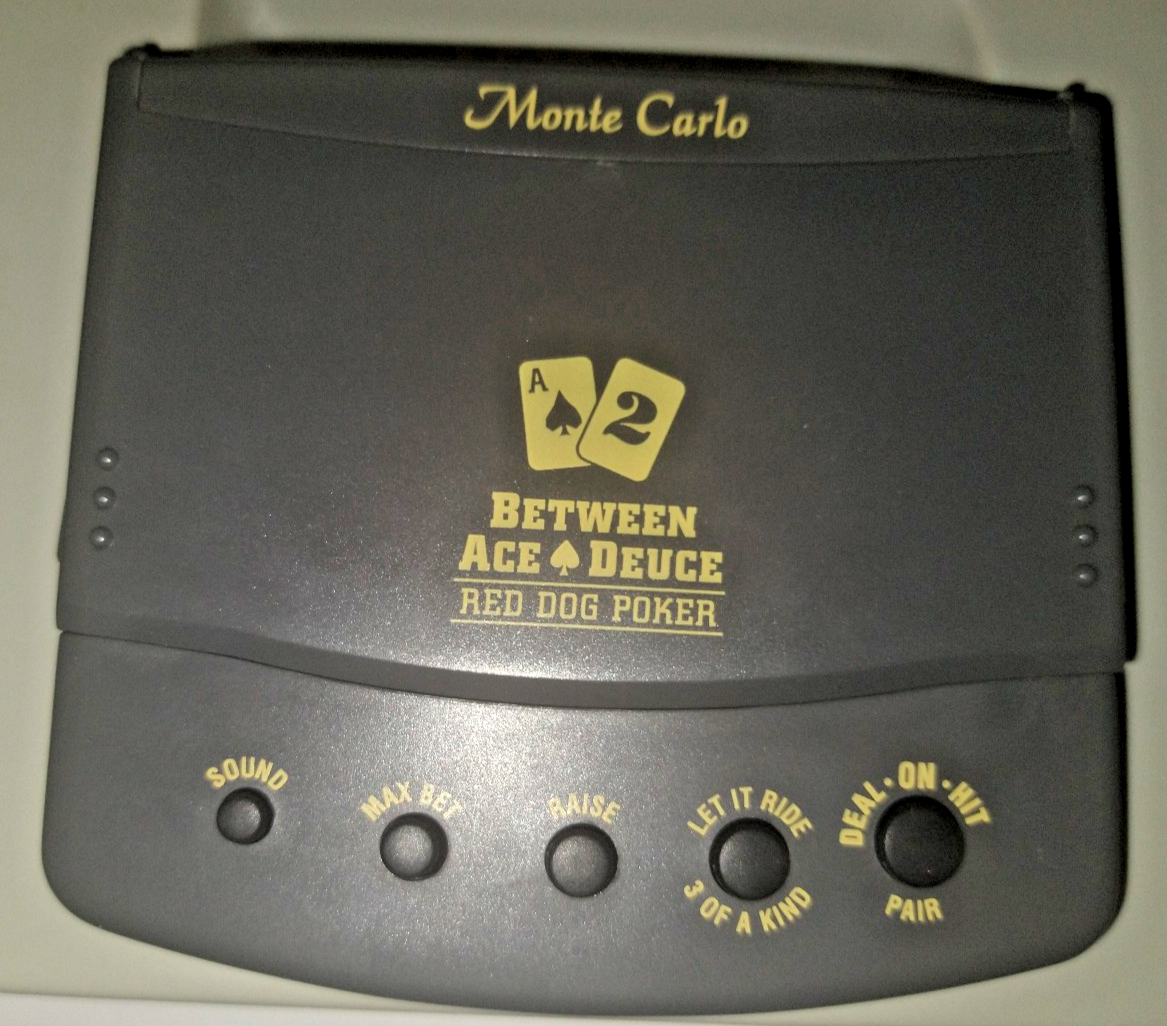 Monte Carlo
A 2
BETWEEN
ACE DEUCE
RED DOG POKER
SOUND
MAX BET
RAISE
LET IT RIDE
3 OF A KIND
DEAL · ON · HIT
PAIR